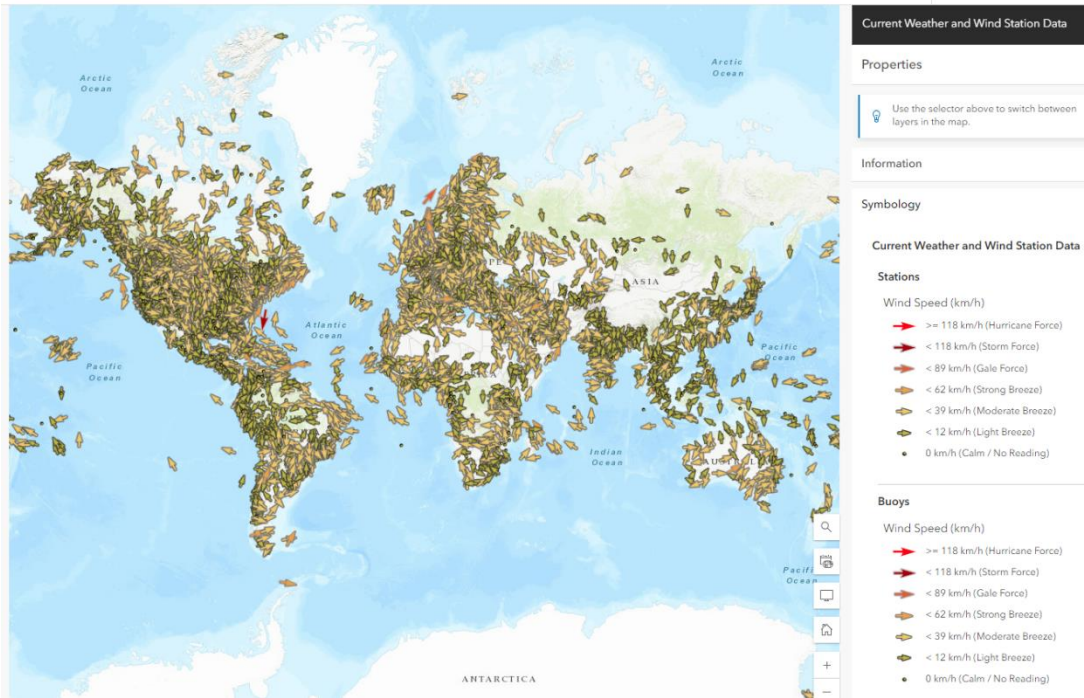 Current Weather and Wind Station Data
Properties
Use the selector above to switch between
layers in the map.
Information
Symbology
Current Weather and Wind Station Data
Stations
Wind Speed (km/h)
>= 118 km/h (Hurricane Force)
< 118 km/h (Storm Force)
< 89 km/h (Gale Force)
< 62 km/h (Strong Breeze)
< 39 km/h (Moderate Breeze)
< 12 km/h (Light Breeze)
0 km/h (Calm / No Reading)
Buoys
Wind Speed (km/h)
>= 118 km/h (Hurricane Force)
< 118 km/h (Storm Force)
< 89 km/h (Gale Force)
< 62 km/h (Strong Breeze)
< 39 km/h (Moderate Breeze)
< 12 km/h (Light Breeze)
0 km/h (Calm / No Reading)
Arctic
Ocean
Arctic
Ocean
ASIA
Atlantic
Ocean
Pacific
Ocean
Pacific
Ocean
Indian
Ocean
ANTARCTICA